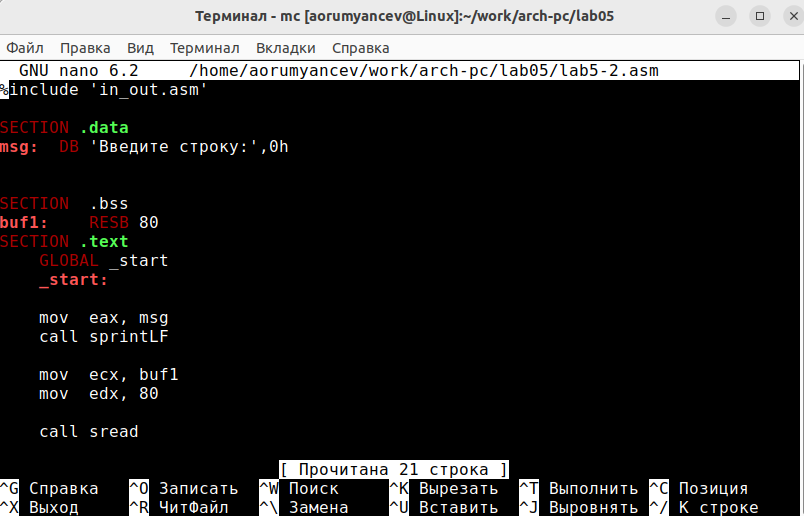 Терминал - mc [aorumyancev@Linux]:~/work/arch-pc/lab05
Файл Правка Вид Терминал Вкладки Справка
GNU nano 6.2 /home/aorumyancev/work/arch-pc/lab05/lab5-2.asm
%include 'in_out.asm'
SECTION .data
msg: DB 'Введите строку:',0h
SECTION .bss
buf1: RESB 80
SECTION .text
GLOBAL _start
_start:
mov eax, msg
call sprintLF
mov ecx, buf1
mov edx, 80
call sread
[ Прочитана 21 строка ]
^G Справка ^O Записать ^W Поиск ^K Вырезать ^T Выполнить ^C Позиция
^X Выход ^R ЧитФайл ^\ Замена ^U Вставить ^J Выровнять ^/ К строке